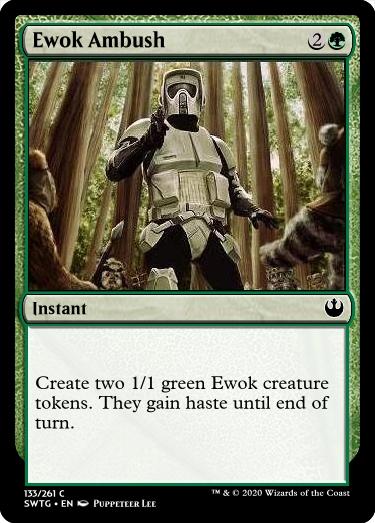 Ewok Ambush 2
Instant
Create two 1/1 green Ewok creature
tokens. They gain haste until end of
turn.
133/261 C
SWTG • EN Puppeteer Lee
™ & © 2020 Wizards of the Coast